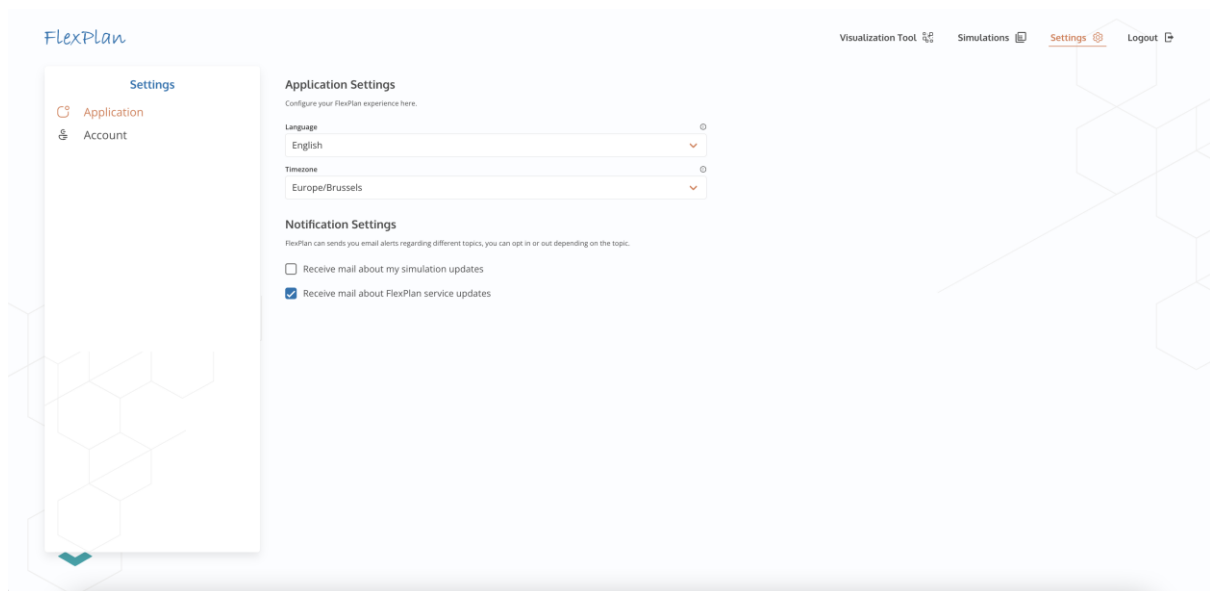 FlexPlan
Visualization Tool
Simulations
Settings
Logout
Settings
Application
Account
Application Settings
Configure your FlexPlan experience here.
Language
English
Timezone
Europe/Brussels
Notification Settings
FlexPlan can sends you email alerts regarding different topics, you can opt in or out depending on the topic.
Receive mail about my simulation updates
Receive mail about FlexPlan service updates